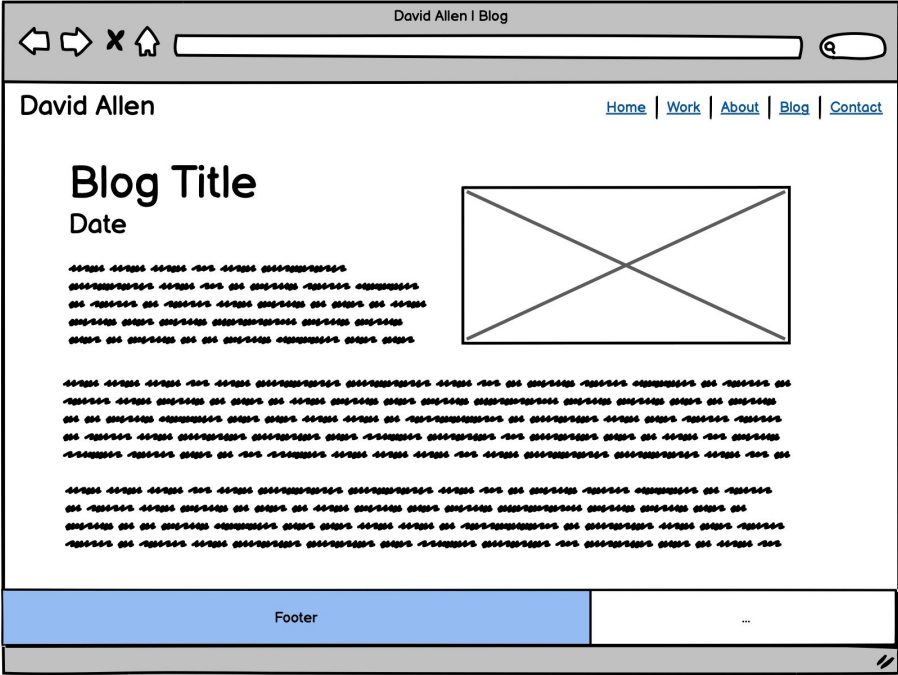 David Allen | Blog
David Allen
Home | Work | About | Blog | Contact
Blog Title
Date
Footer
...